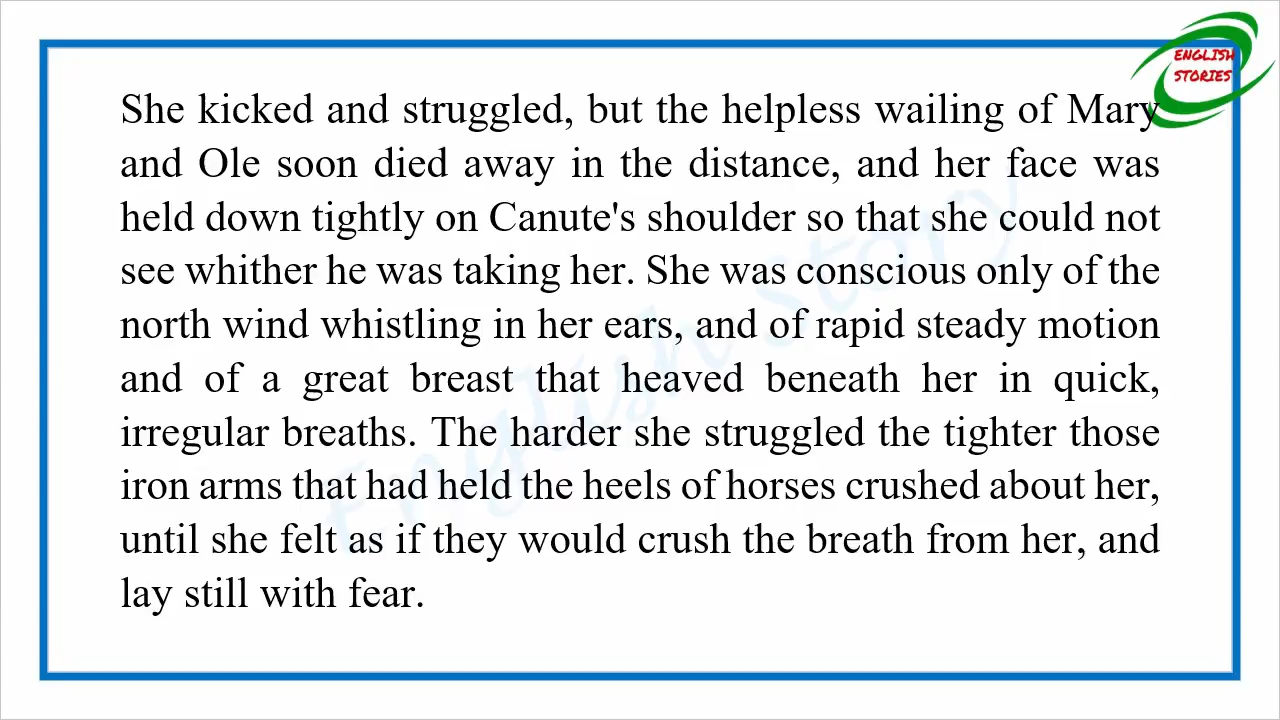 ENGLISH
STORIES
She kicked and struggled, but the helpless wailing of Mary
and Ole soon died away in the distance, and her face was
held down tightly on Canute's shoulder so that she could not
see whither he was taking her. She was conscious only of the
north wind whistling in her ears, and of rapid steady motion
and of a great breast that heaved beneath her in quick,
irregular breaths. The harder she struggled the tighter those
iron arms that had held the heels of horses crushed about her,
until she felt as if they would crush the breath from her, and
lay still with fear.
English Story